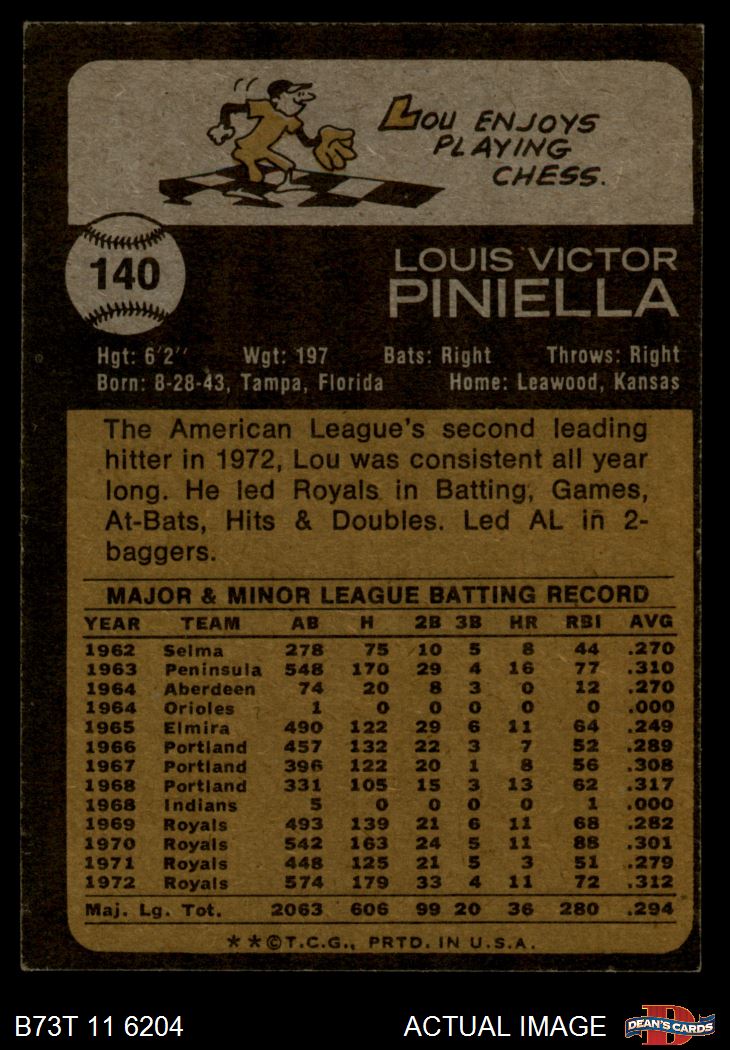 LOU ENJOYS
PLAYING
CHESS.
140
LOUIS VICTOR
PINIELLA
Hgt: 6'2" Wgt: 197 Bats: Right Throws: Right
Born: 8-28-43, Tampa, Florida Home: Leawood, Kansas
The American League's second leading
hitter in 1972, Lou was consistent all year
long. He led Royals in Batting, Games,
At-Bats, Hits & Doubles. Led AL in 2-
baggers.
MAJOR & MINOR LEAGUE BATTING RECORD
YEAR TEAM AB H 2B 3B HR RBI AVG
1962 Selma 278 75 10 5 8 44 .270
1963 Peninsula 548 170 29 4 16 77 .310
1964 Aberdeen 74 20 8 3 0 12 .270
1964 Orioles 1 0 0 0 0 0 .000
1965 Elmira 490 122 29 6 11 64 .249
1966 Portland 457 132 22 3 7 52 .289
1967 Portland 396 122 20 1 8 56 .308
1968 Portland 331 105 15 3 13 62 .317
1968 Indians 5 0 0 0 0 1 .000
1969 Royals 493 139 21 6 11 68 .282
1970 Royals 542 163 24 5 11 88 .301
1971 Royals 448 125 21 5 3 51 .279
1972 Royals 574 179 33 4 11 72 .312
Maj. Lg. Tot. 2063 606 99 20 36 280 .294
**©T.C.G., PRTD. IN U.S.A.
B73T 11 6204 ACTUAL IMAGE
D
DEAN'S CARDS